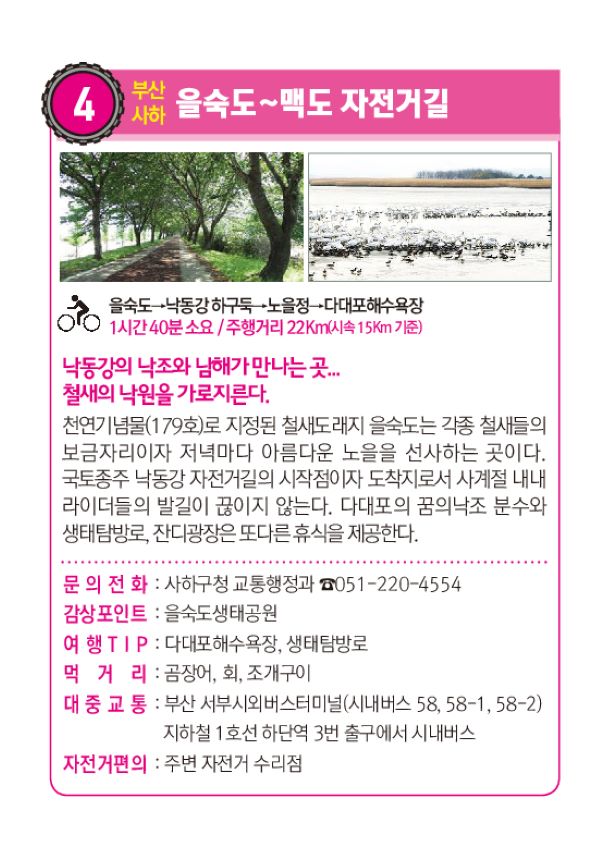 4 부산 사하 을숙도~맥도 자전거길
을숙도→낙동강 하구둑→노을정→다대포해수욕장
1시간 40분 소요 / 주행거리 22Km(시속 15Km 기준)
낙동강의 낙조와 남해가 만나는 곳...
철새의 낙원을 가로지른다.
천연기념물(179호)로 지정된 철새도래지 을숙도는 각종 철새들의
보금자리이자 저녁마다 아름다운 노을을 선사하는 곳이다.
국토종주 낙동강 자전거길의 시작점이자 도착지로서 사계절 내내
라이더들의 발길이 끊이지 않는다. 다대포의 꿈의낙조 분수와
생태탐방로, 잔디광장은 또다른 휴식을 제공한다.
문의전화 : 사하구청 교통행정과 ☎051-220-4554
감상포인트 : 을숙도생태공원
여행TIP : 다대포해수욕장, 생태탐방로
먹거리 : 곰장어, 회, 조개구이
대중교통 : 부산 서부시외버스터미널(시내버스 58, 58-1, 58-2)
지하철 1호선 하단역 3번 출구에서 시내버스
자전거편의 : 주변 자전거 수리점